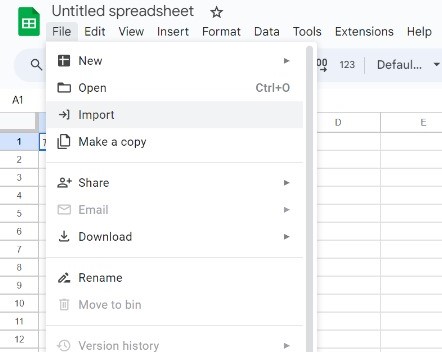 Untitled spreadsheet
File Edit View Insert Format Data Tools Extensions Help
123 Defaul...
A1
D E
1
2
3
4
5
6
7
8
9
10
11
12
New
Open Ctrl+O
Import
Make a copy
Share
Email
Download
Rename
Move to bin
Version history